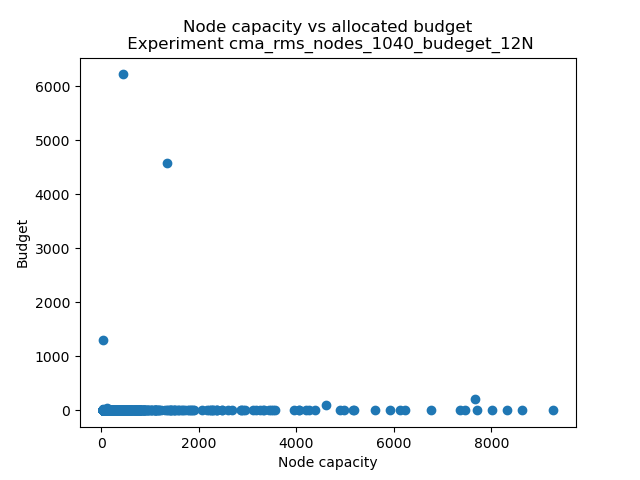 Node capacity vs allocated budget
Experiment cma_rms_nodes_1040_budeget_12N
6000
5000
4000
3000
2000
1000
0
Budget
0 2000 4000 6000 8000
Node capacity